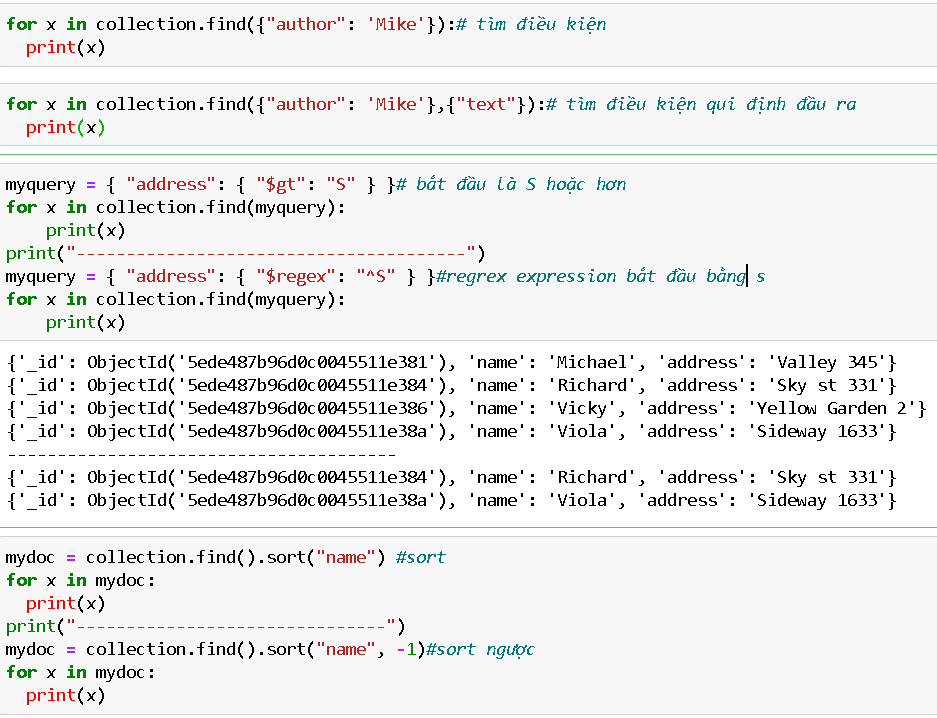 for x in collection.find({"author": 'Mike'}):# tìm điều kiện
  print(x)
for x in collection.find({"author": 'Mike'},{"text"}):# tìm điều kiện qui định đầu ra
  print(x)
myquery = { "address": { "$gt": "S" } }# bắt đầu là S hoặc hơn
for x in collection.find(myquery):
    print(x)
print("---------------------------------------")
myquery = { "address": { "$regex": "^S" } }#regrex expression bắt đầu bằng s
for x in collection.find(myquery):
    print(x)
{'_id': ObjectId('5ede487b96d0c0045511e381'), 'name': 'Michael', 'address': 'Valley 345'}
{'_id': ObjectId('5ede487b96d0c0045511e384'), 'name': 'Richard', 'address': 'Sky st 331'}
{'_id': ObjectId('5ede487b96d0c0045511e386'), 'name': 'Vicky', 'address': 'Yellow Garden 2'}
{'_id': ObjectId('5ede487b96d0c0045511e38a'), 'name': 'Viola', 'address': 'Sideway 1633'}
---------------------------------------
{'_id': ObjectId('5ede487b96d0c0045511e384'), 'name': 'Richard', 'address': 'Sky st 331'}
{'_id': ObjectId('5ede487b96d0c0045511e38a'), 'name': 'Viola', 'address': 'Sideway 1633'}
mydoc = collection.find().sort("name") #sort
for x in mydoc:
  print(x)
print("-------------------------------")
mydoc = collection.find().sort("name", -1)#sort ngược
for x in mydoc:
  print(x)